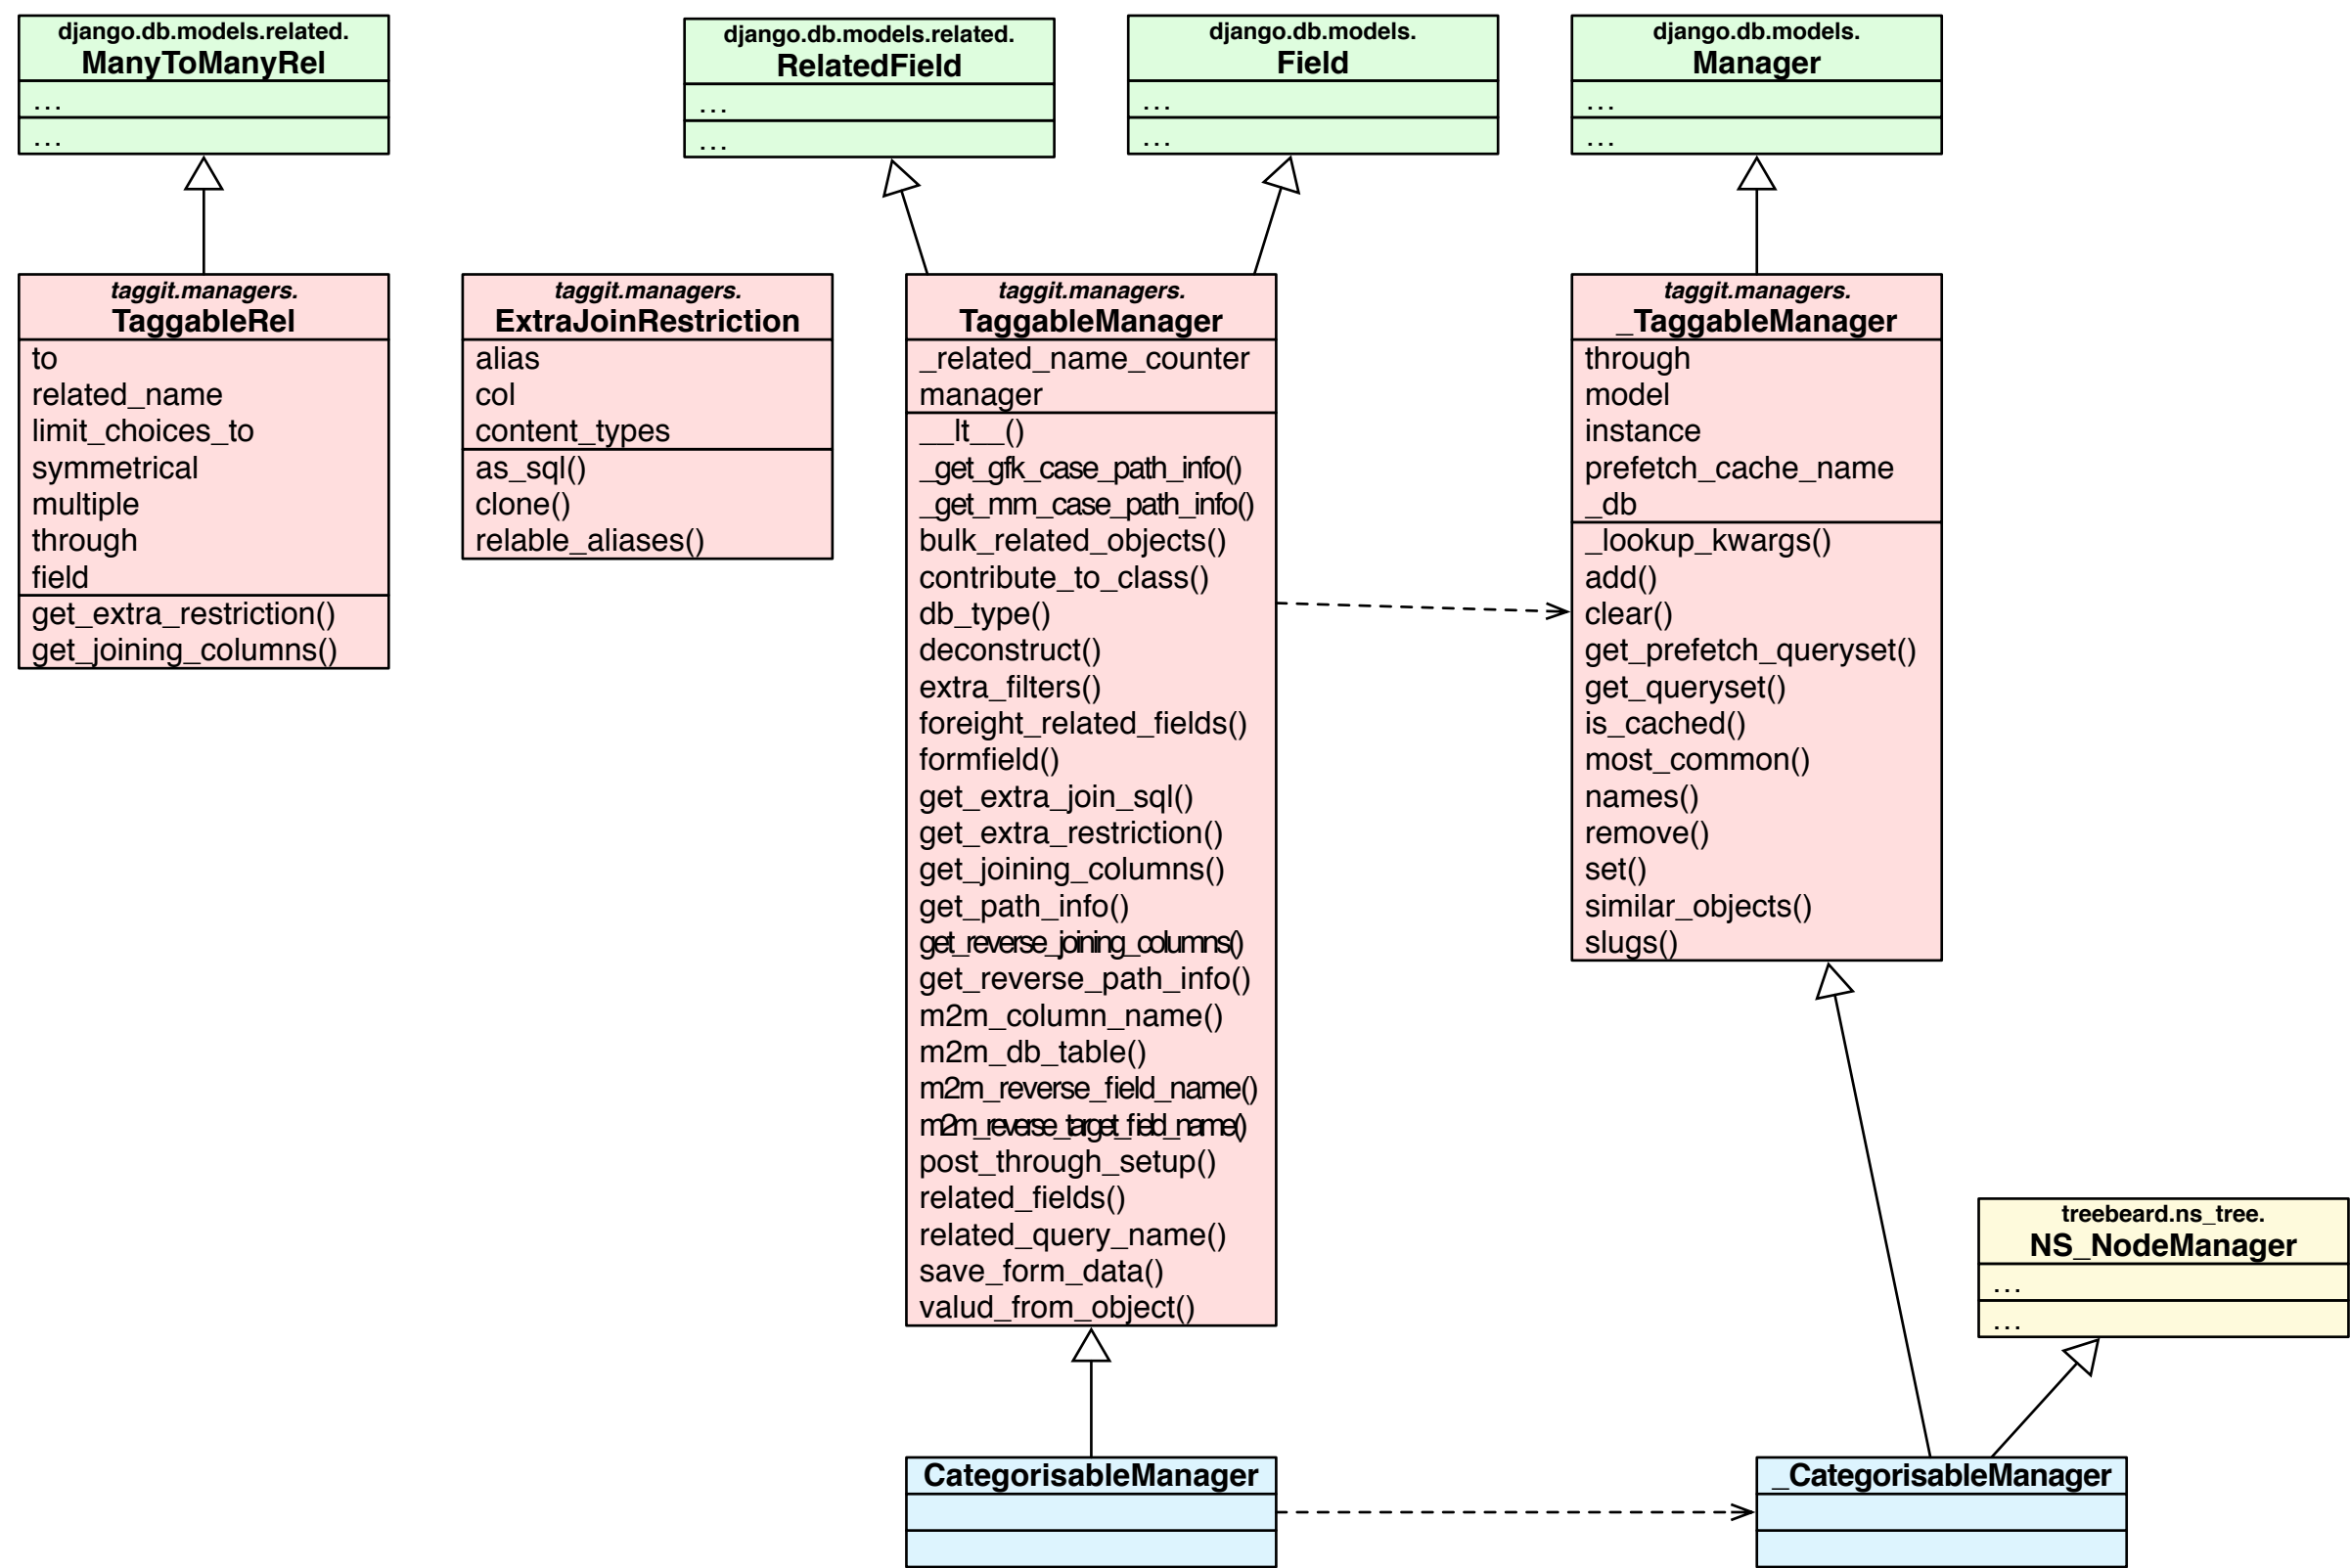 django.db.models.related.
ManyToManyRel
...
...
django.db.models.related.
RelatedField
...
...
django.db.models.
Field
...
...
django.db.models.
Manager
...
...
taggit.managers.
TaggableRel
to
related_name
limit_choices_to
symmetrical
multiple
through
field
get_extra_restriction()
get_joining_columns()
taggit.managers.
ExtraJoinRestriction
alias
col
content_types
as_sql()
clone()
relable_aliases()
taggit.managers.
TaggableManager
_related_name_counter
manager
__lt__()
_get_gfk_case_path_info()
_get_mm_case_path_info()
bulk_related_objects()
contribute_to_class()
db_type()
deconstruct()
extra_filters()
foreight_related_fields()
formfield()
get_extra_join_sql()
get_extra_restriction()
get_joining_columns()
get_path_info()
get_reverse_joining_columns()
get_reverse_path_info()
m2m_column_name()
m2m_db_table()
m2m_reverse_field_name()
m2m_reverse_target_field_name()
post_through_setup()
related_fields()
related_query_name()
save_form_data()
valud_from_object()
taggit.managers.
_TaggableManager
through
model
instance
prefetch_cache_name
_db
_lookup_kwargs()
add()
clear()
get_prefetch_queryset()
get_queryset()
is_cached()
most_common()
names()
remove()
set()
similar_objects()
slugs()
treebeard.ns_tree.
NS_NodeManager
...
...
CategorisableManager
_CategorisableManager